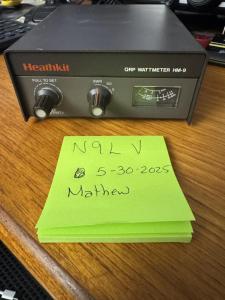 Heathkit
QRP WATTMETER HM-9
PULL TO SET
SWR
N9LV
5-30-2025
Mathew